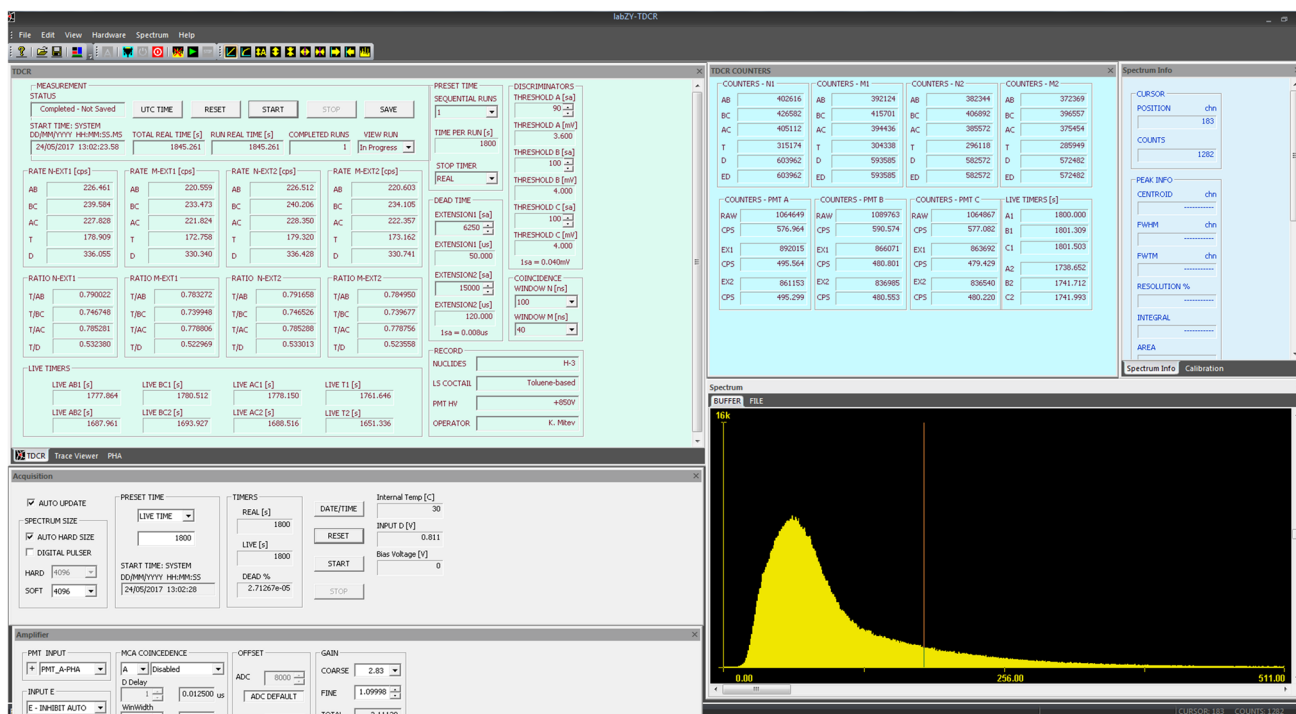 labZY-TDCR
File Edit View Hardware Spectrum Help
TDCR
MEASUREMENT
STATUS
Completed - Not Saved UTC TIME RESET START STOP SAVE
START TIME: SYSTEM
DD/MM/YYYY HH:MM:SS.MS TOTAL REAL TIME [s] RUN REAL TIME [s] COMPLETED RUNS VIEW RUN
24/05/2017 13:02:23.58 1845.261 1845.261 1 In Progress
RATE N-EXT1 [cps] RATE M-EXT1 [cps] RATE N-EXT2 [cps] RATE M-EXT2 [cps]
AB 226.461 AB 220.559 AB 226.512 AB 220.603
BC 239.584 BC 233.473 BC 240.206 BC 234.105
AC 227.828 AC 221.824 AC 228.350 AC 222.357
T 178.909 T 172.758 T 179.320 T 173.162
D 336.055 D 330.340 D 336.428 D 330.741
RATIO N-EXT1 RATIO M-EXT1 RATIO N-EXT2 RATIO M-EXT2
T/AB 0.790022 T/AB 0.783272 T/AB 0.791658 T/AB 0.784950
T/BC 0.746748 T/BC 0.739948 T/BC 0.746526 T/BC 0.739677
T/AC 0.785281 T/AC 0.778806 T/AC 0.785288 T/AC 0.778756
T/D 0.532380 T/D 0.522969 T/D 0.533013 T/D 0.523558
LIVE TIMERS
LIVE AB1 [s] LIVE BC1 [s] LIVE AC1 [s] LIVE T1 [s]
1777.864 1780.512 1778.150 1761.646
LIVE AB2 [s] LIVE BC2 [s] LIVE AC2 [s] LIVE T2 [s]
1687.961 1693.927 1688.516 1651.336
PRESET TIME
SEQUENTIAL RUNS
1
TIME PER RUN [s]
1800
STOP TIMER
REAL
DEAD TIME
EXTENSION1 [sa]
6250
EXTENSION1 [us]
50.000
EXTENSION2 [sa]
15000
EXTENSION2 [us]
120.000
1sa = 0.008us
DISCRIMINATORS
THRESHOLD A [sa]
90
THRESHOLD A [mV]
3.600
THRESHOLD B [sa]
100
THRESHOLD B [mV]
4.000
THRESHOLD C [sa]
100
THRESHOLD C [mV]
4.000
1sa = 0.040mV
COINCIDENCE
WINDOW N [ns]
100
WINDOW M [ns]
40
RECORD
NUCLIDES H-3
LS COCTAIL Toluene-based
PMT HV +850V
OPERATOR K. Mitev
TDCR Trace Viewer PHA
TDCR COUNTERS
COUNTERS - N1 COUNTERS - M1 COUNTERS - N2 COUNTERS - M2
AB 402616 AB 392124 AB 382344 AB 372369
BC 426582 BC 415701 BC 406892 BC 396557
AC 405112 AC 394436 AC 385572 AC 375454
T 315174 T 304338 T 296118 T 285949
D 603962 D 593585 D 582572 D 572482
ED 603962 ED 593585 ED 582572 ED 572482
COUNTERS - PMT A COUNTERS - PMT B COUNTERS - PMT C LIVE TIMERS [s]
RAW 1064649 RAW 1089763 RAW 1064867 A1 1800.000
CPS 576.964 CPS 590.574 CPS 577.082 B1 1801.309
EX1 892015 EX1 866071 EX1 863692 C1 1801.503
CPS 495.564 CPS 480.801 CPS 479.429 A2 1738.652
EX2 861153 EX2 836985 EX2 836540 B2 1741.712
CPS 495.299 CPS 480.553 CPS 480.220 C2 1741.993
Spectrum Info
CURSOR
POSITION chn
183
COUNTS
1282
PEAK INFO
CENTROID chn
-----------
FWHM chn
-----------
FWTM chn
-----------
RESOLUTION %
-----------
INTEGRAL
-----------
AREA
Spectrum Info Calibration
Spectrum
BUFFER FILE
16k
0.00 256.00 511.00
CURSOR: 183 COUNTS: 1282
Acquisition
AUTO UPDATE
SPECTRUM SIZE
AUTO HARD SIZE
DIGITAL PULSER
HARD 4096
SOFT 4096
PRESET TIME
LIVE TIME
1800
START TIME: SYSTEM
DD/MM/YYYY HH:MM:SS
24/05/2017 13:02:28
TIMERS
REAL [s]
1800
LIVE [s]
1800
DEAD %
2.71267e-05
DATE/TIME
RESET
START
STOP
Internal Temp [C]
30
INPUT D [V]
0.811
Bias Voltage [V]
0
Amplifier
PMT INPUT
+ PMT_A-PHA
INPUT E
E - INHIBIT AUTO
MCA COINCEDENCE
A Disabled
D Delay
1 0.012500 us
WinWidth
OFFSET
ADC 8000
ADC DEFAULT
GAIN
COARSE 2.83
FINE 1.09998
TOTAL